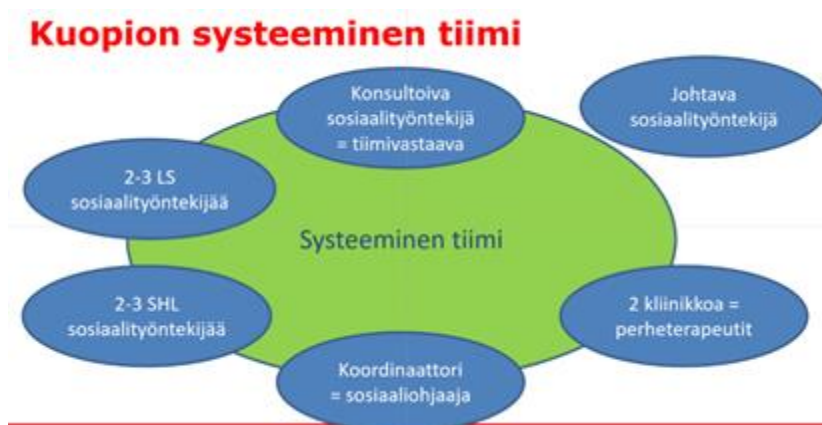 Kuopion systeeminen tiimi
Konsultoiva
sosiaalityöntekijä
= tiimivastaava
Johtava
sosiaalityöntekijä
2-3 LS
sosiaalityöntekijää
Systeeminen tiimi
2-3 SHL
sosiaalityöntekijää
2 kliinikkoa =
perheterapeutit
Koordinaattori
= sosiaaliohjaaja